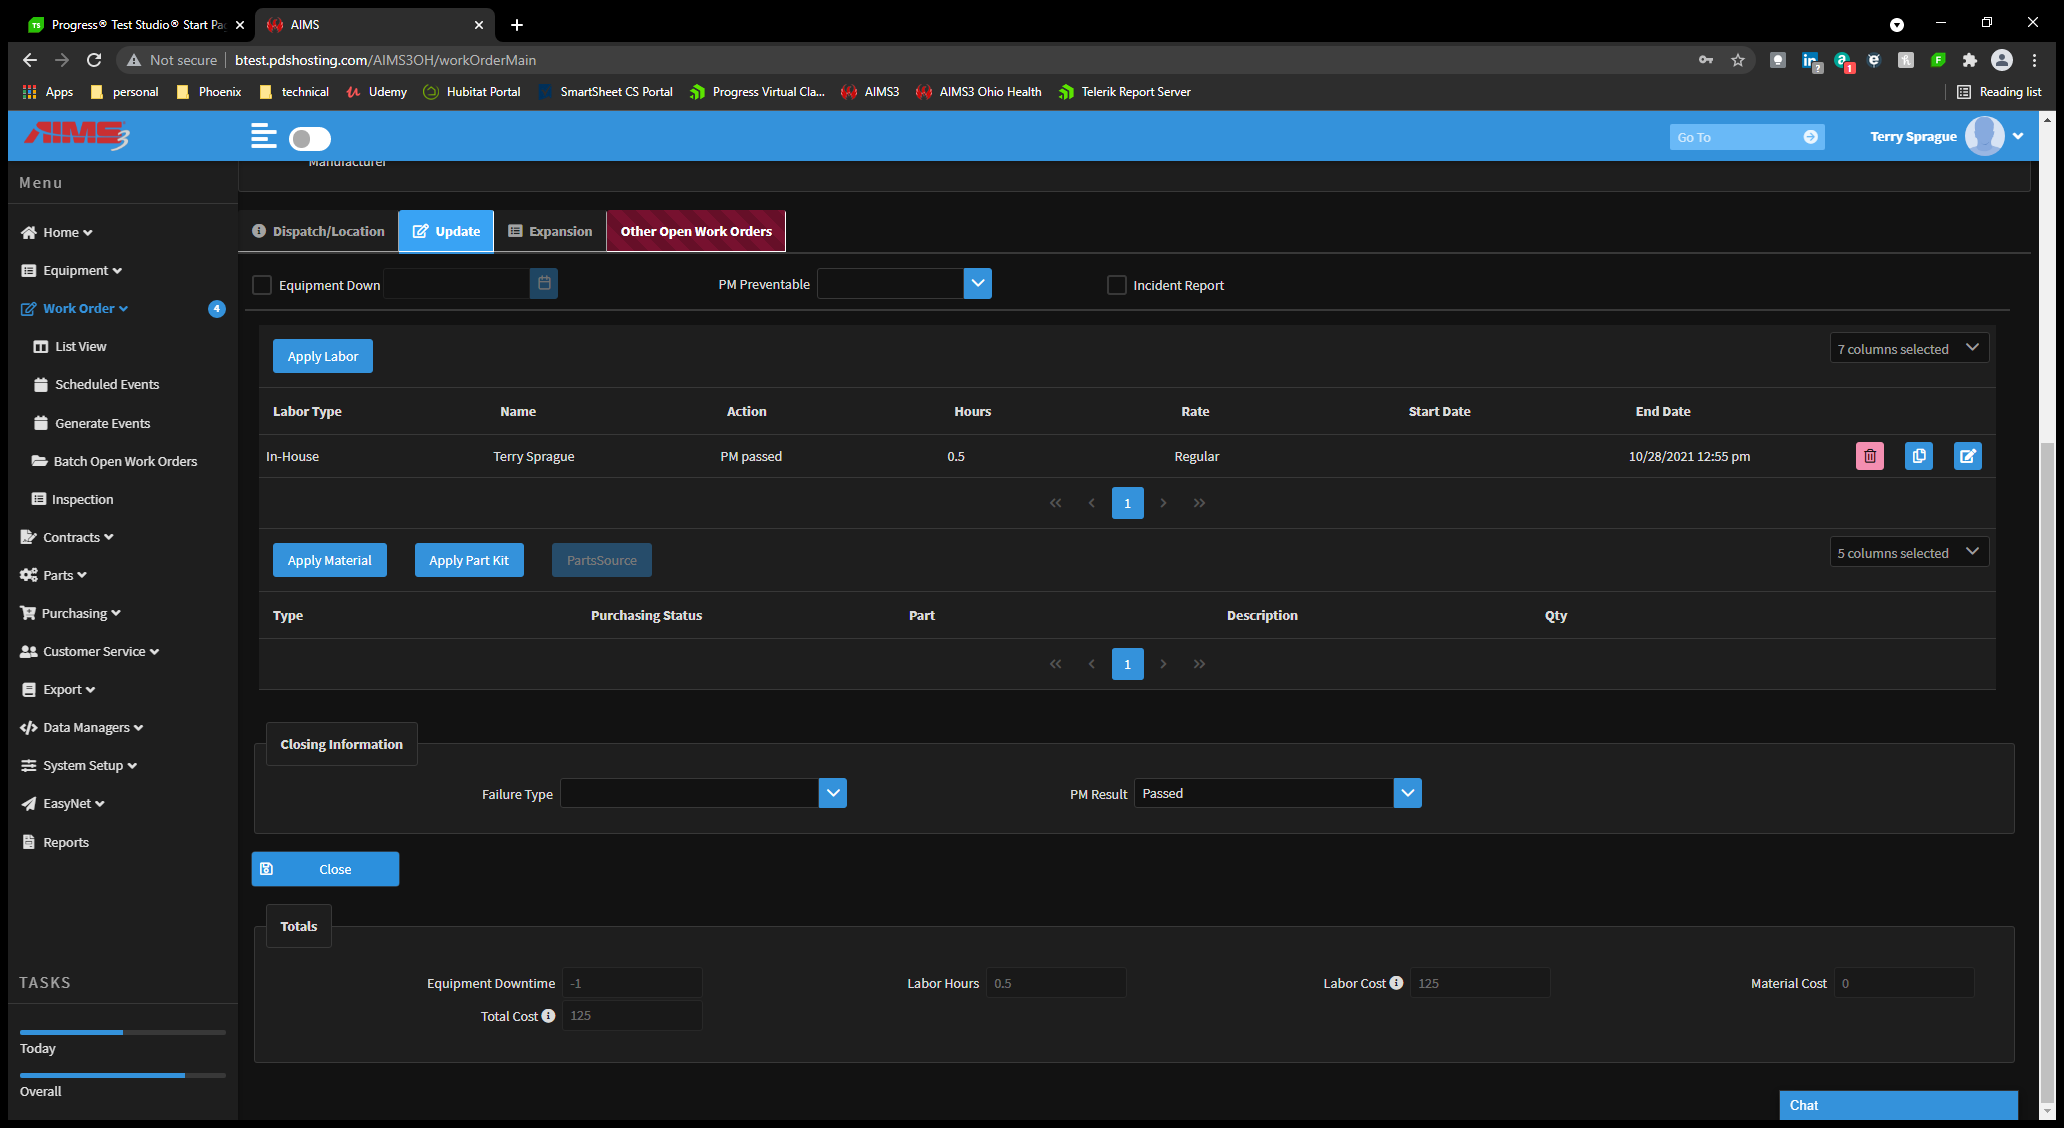 Progress® Test Studio® Start Pa
AIMS
Not secure
btest.pdshosting.com/AIMS3OH/workOrderMain
Apps
personal
Phoenix
technical
Udemy
Hubitat Portal
SmartSheet CS Portal
Progress Virtual Cla...
AIMS3
AIMS3 Ohio Health
Telerik Report Server
Reading list
AIMS3
Go To
Terry Sprague
Menu
Home
Equipment
Work Order
4
List View
Scheduled Events
Generate Events
Batch Open Work Orders
Inspection
Contracts
Parts
Purchasing
Customer Service
Export
Data Managers
System Setup
EasyNet
Reports
TASKS
Today
Overall
Manufacturer
Dispatch/Location
Update
Expansion
Other Open Work Orders
Equipment Down
PM Preventable
Incident Report
Apply Labor
7 columns selected
Labor Type Name Action Hours Rate Start Date End Date
In-House Terry Sprague PM passed 0.5 Regular 10/28/2021 12:55 pm
1
Apply Material
Apply Part Kit
PartsSource
5 columns selected
Type Purchasing Status Part Description Qty
1
Closing Information
Failure Type
PM Result Passed
Close
Totals
Equipment Downtime -1
Labor Hours 0.5
Labor Cost 125
Material Cost 0
Total Cost 125
Chat